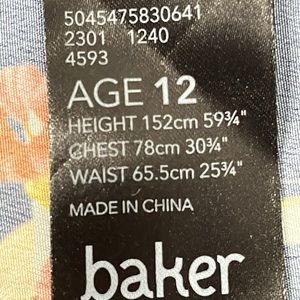 5045475830641
2301 1240
4593
AGE 12
HEIGHT 152cm 59¾"
CHEST 78cm 30¾"
WAIST 65.5cm 25¾"
MADE IN CHINA
baker